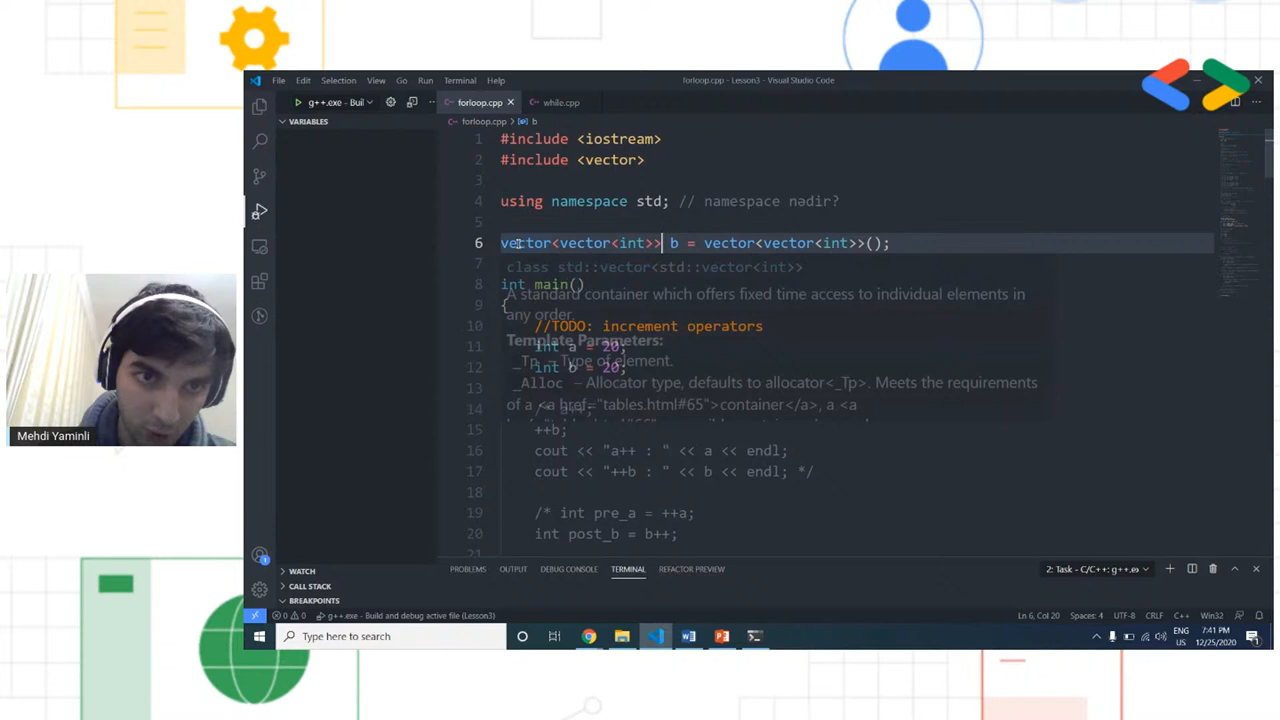 File Edit Selection View Go Run Terminal Help
forloop.cpp - Lesson3 - Visual Studio Code
g++.exe - Buil
forloop.cpp
while.cpp
VARIABLES
forloop.cpp > b
1 #include <iostream>
2 #include <vector>
3
4 using namespace std; // namespace nədir?
5
6 vector<vector<int>> b = vector<vector<int>>();
7
class std::vector<std::vector<int>>
8 int main()
A standard container which offers fixed time access to individual elements in
9 {
any order.
10 //TODO: increment operators
Template Parameters:
11 int a = 20;
_Tp – Type of element.
12 int b = 20;
_Alloc – Allocator type, defaults to allocator<_Tp>. Meets the requirements
13
of a <a href="tables.html#65">container</a>, a <a
14 /* a++;
15 ++b;
16 cout << "a++ : " << a << endl;
17 cout << "++b : " << b << endl; */
18
19 /* int pre_a = ++a;
20 int post_b = b++;
21
Mehdi Yaminli
WATCH
CALL STACK
BREAKPOINTS
PROBLEMS OUTPUT DEBUG CONSOLE TERMINAL REFACTOR PREVIEW
2: Task - C/C++: g++.e
1
0 0 g++.exe - Build and debug active file (Lesson3)
Ln 6, Col 20 Spaces: 4 UTF-8 CRLF C++ Win32
Type here to search
ENG
US
7:41 PM
12/25/2020
1